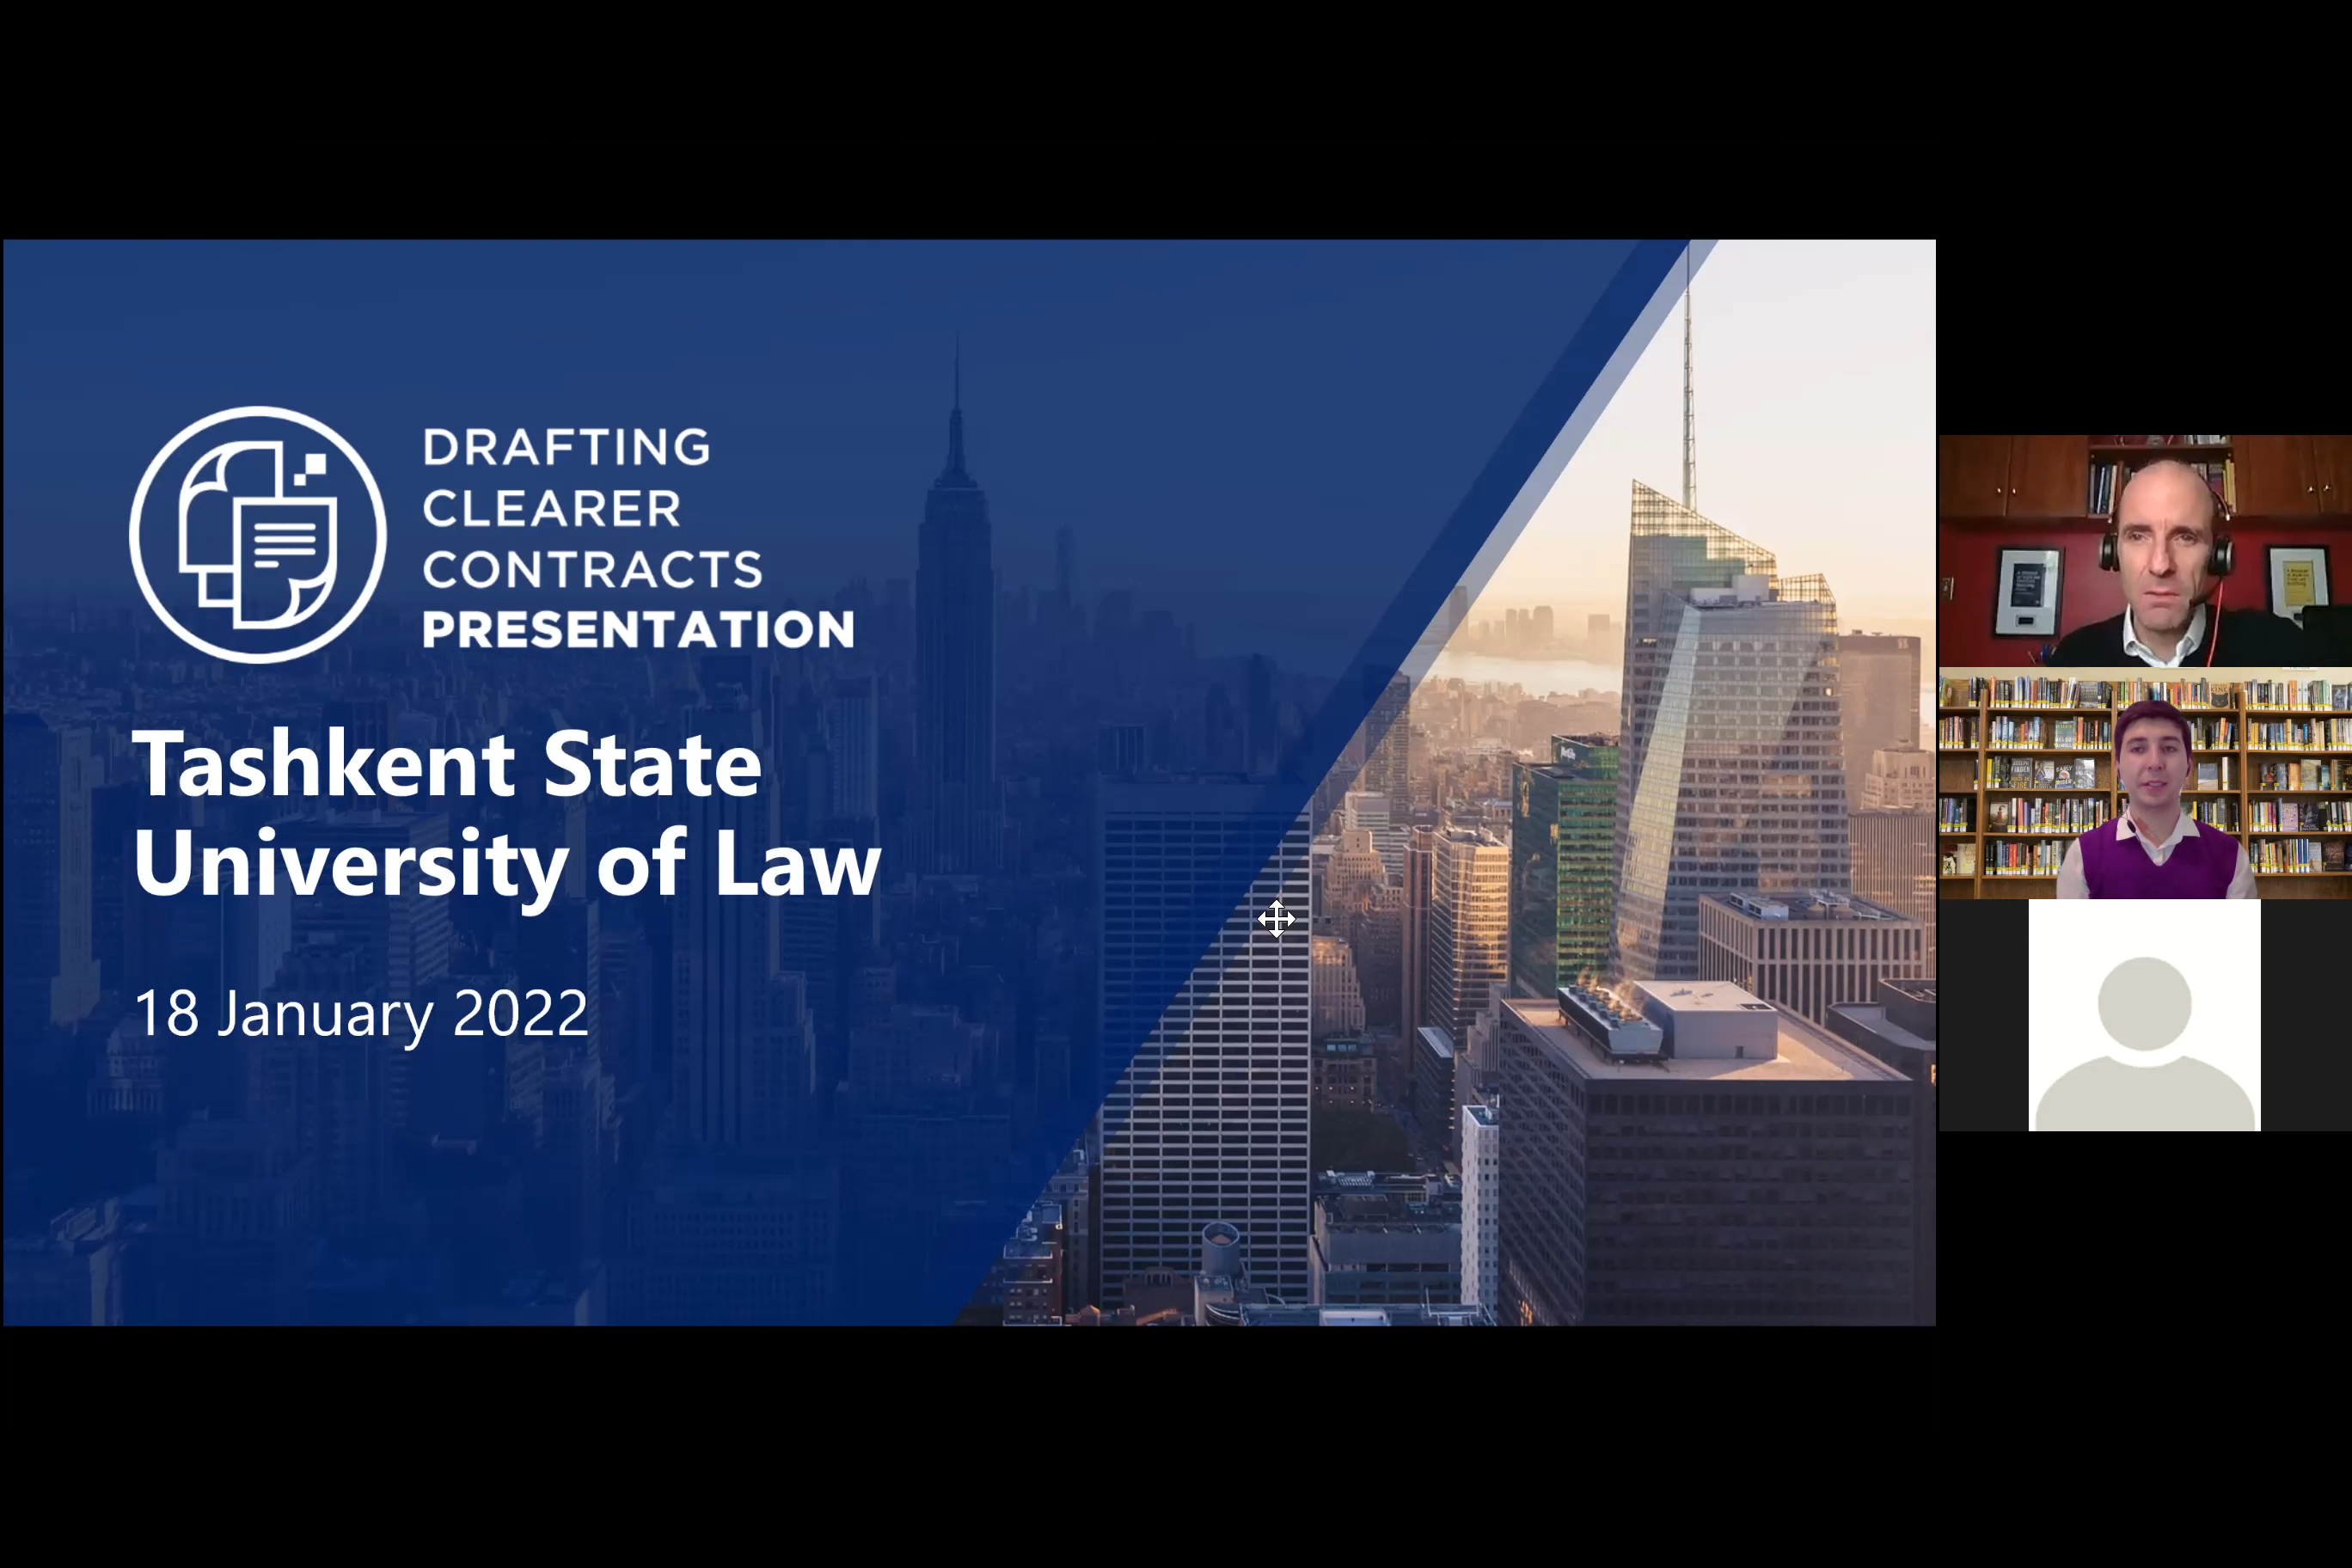 DRAFTING
CLEARER
CONTRACTS
PRESENTATION
Tashkent State
University of Law
18 January 2022